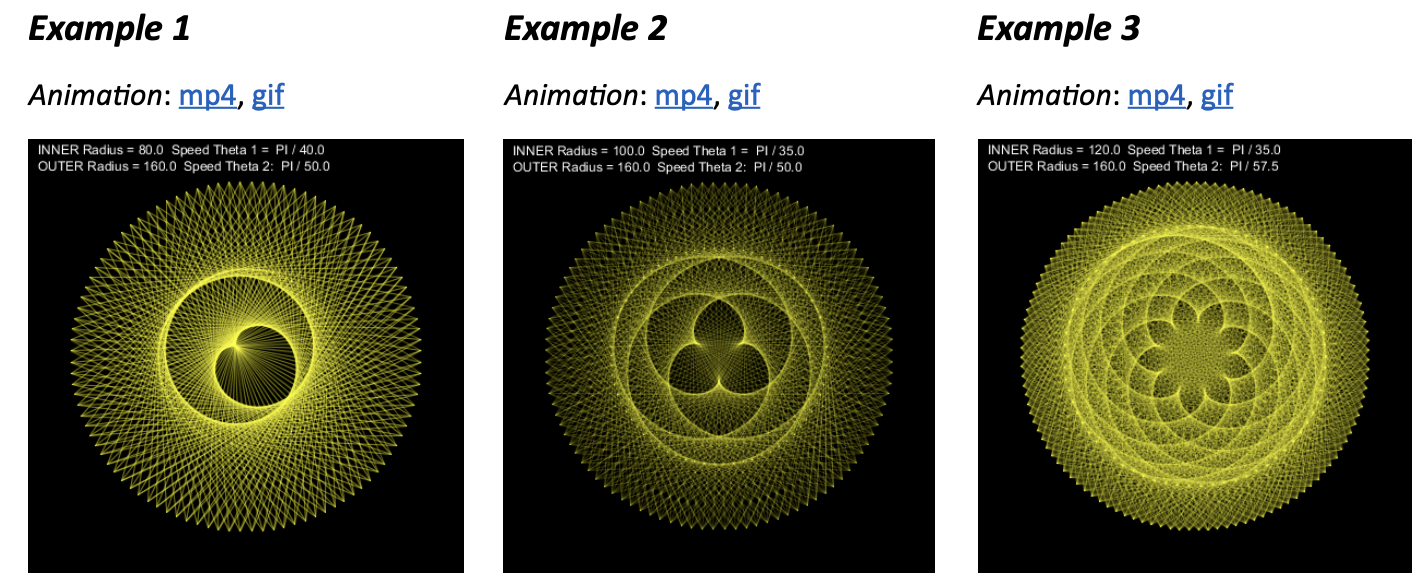 Example 1
Animation: mp4, gif
INNER Radius = 80.0  Speed Theta 1 =  PI / 40.0
OUTER Radius = 160.0  Speed Theta 2:  PI / 50.0
Example 2
Animation: mp4, gif
INNER Radius = 100.0  Speed Theta 1 =  PI / 35.0
OUTER Radius = 160.0  Speed Theta 2:  PI / 50.0
Example 3
Animation: mp4, gif
INNER Radius = 120.0  Speed Theta 1 =  PI / 35.0
OUTER Radius = 160.0  Speed Theta 2:  PI / 57.5